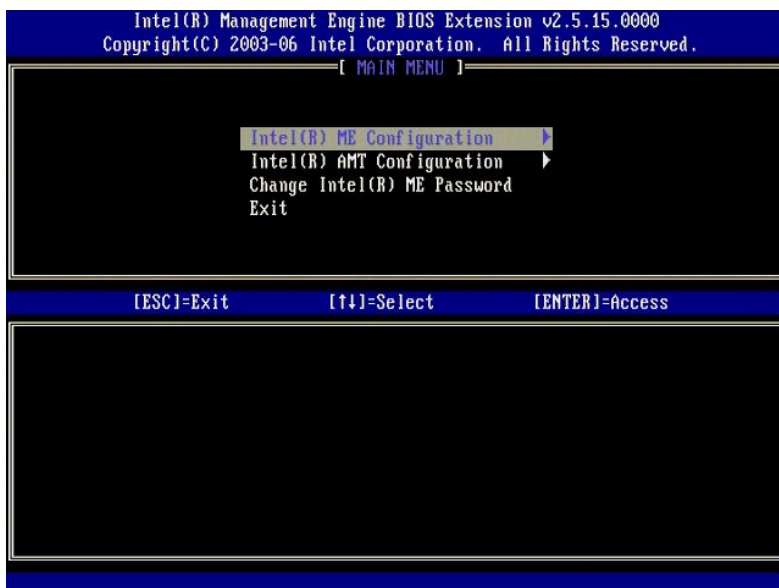 Intel(R) Management Engine BIOS Extension v2.5.15.0000
Copyright(C) 2003-06 Intel Corporation. All Rights Reserved.
[ MAIN MENU ]
Intel(R) ME Configuration ▶
Intel(R) AMT Configuration ▶
Change Intel(R) ME Password
Exit
[ESC]=Exit [↑↓]=Select [ENTER]=Access